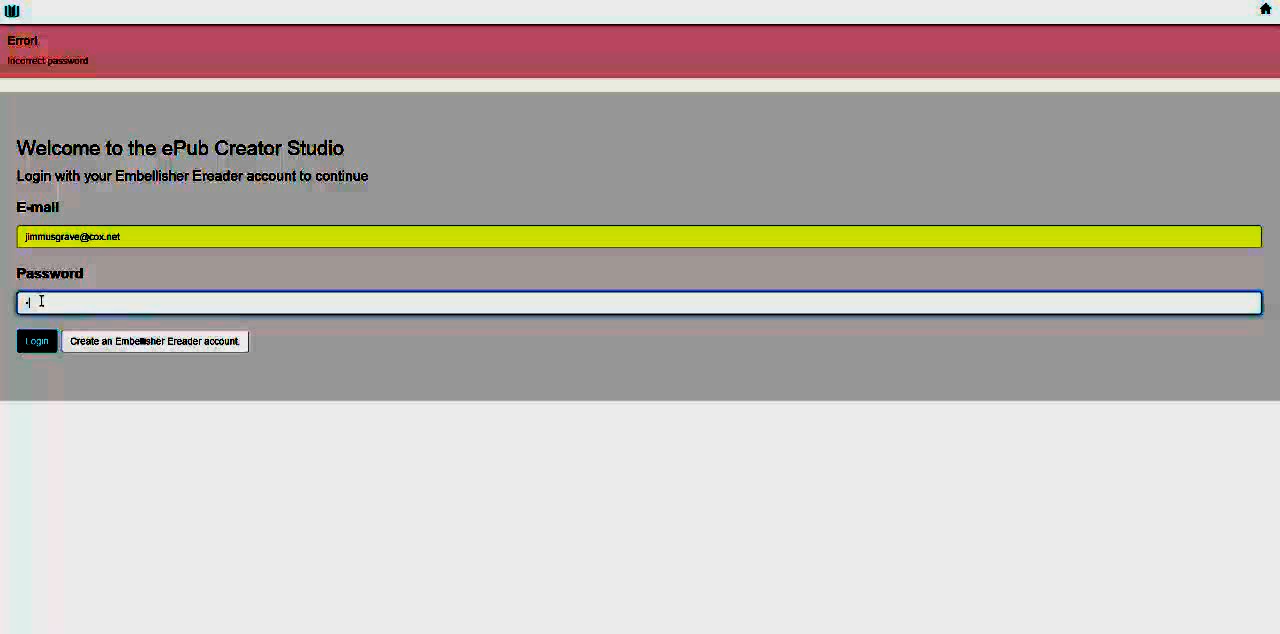 Error!
Incorrect password
Welcome to the ePub Creator Studio
Login with your Embellisher Ereader account to continue
E-mail
jimmusgrave@cox.net
Password
Login
Create an Embellisher Ereader account.